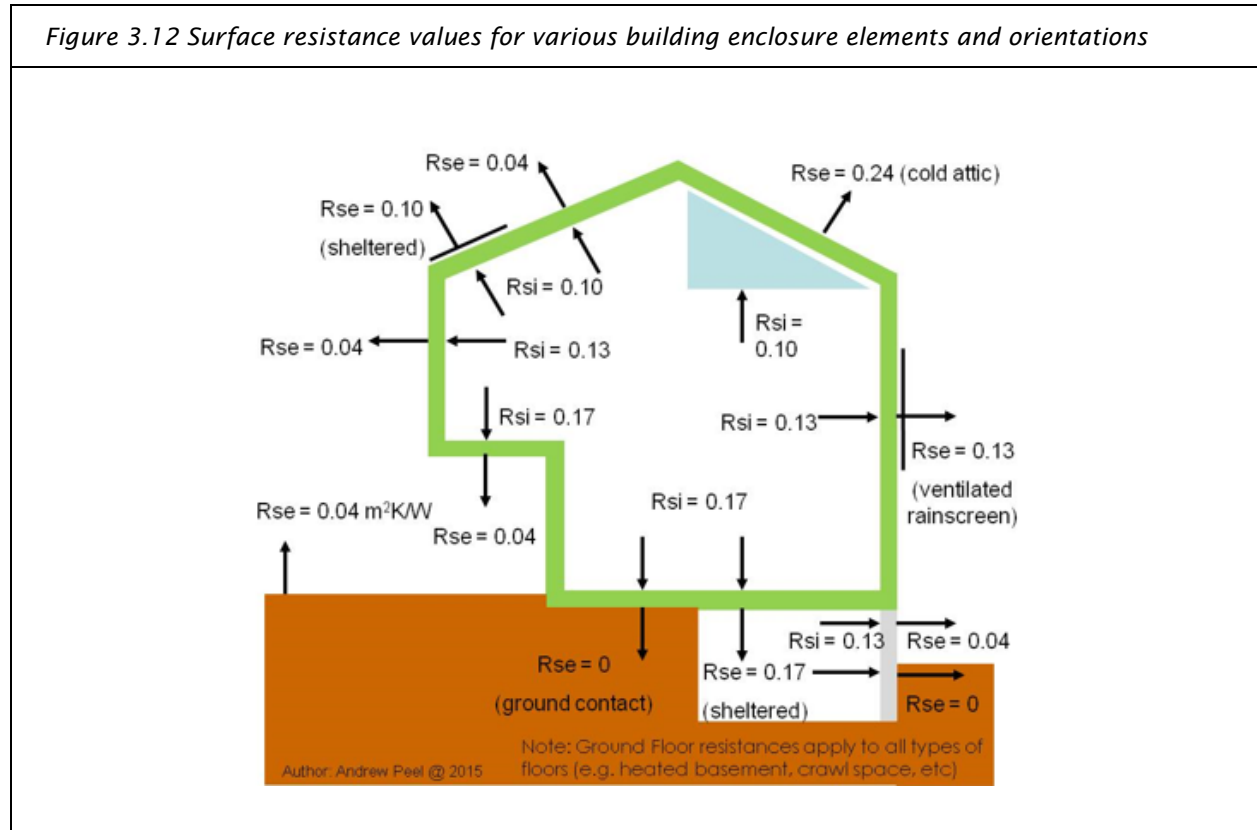 Figure 3.12 Surface resistance values for various building enclosure elements and orientations
Rse = 0.04
Rse = 0.24 (cold attic)
Rse = 0.10
(sheltered)
Rsi = 0.10
Rsi =
0.10
Rse = 0.04
Rsi = 0.13
Rsi = 0.17
Rsi = 0.13
Rse = 0.13
(ventilated
rainscreen)
Rse = 0.04 m²K/W
Rse = 0.04
Rsi = 0.17
Rsi = 0.13
Rse = 0.04
Rse = 0
(ground contact)
Rse = 0.17
(sheltered)
Rse = 0
Note: Ground Floor resistances apply to all types of
floors (e.g. heated basement, crawl space, etc)
Author: Andrew Peel @ 2015